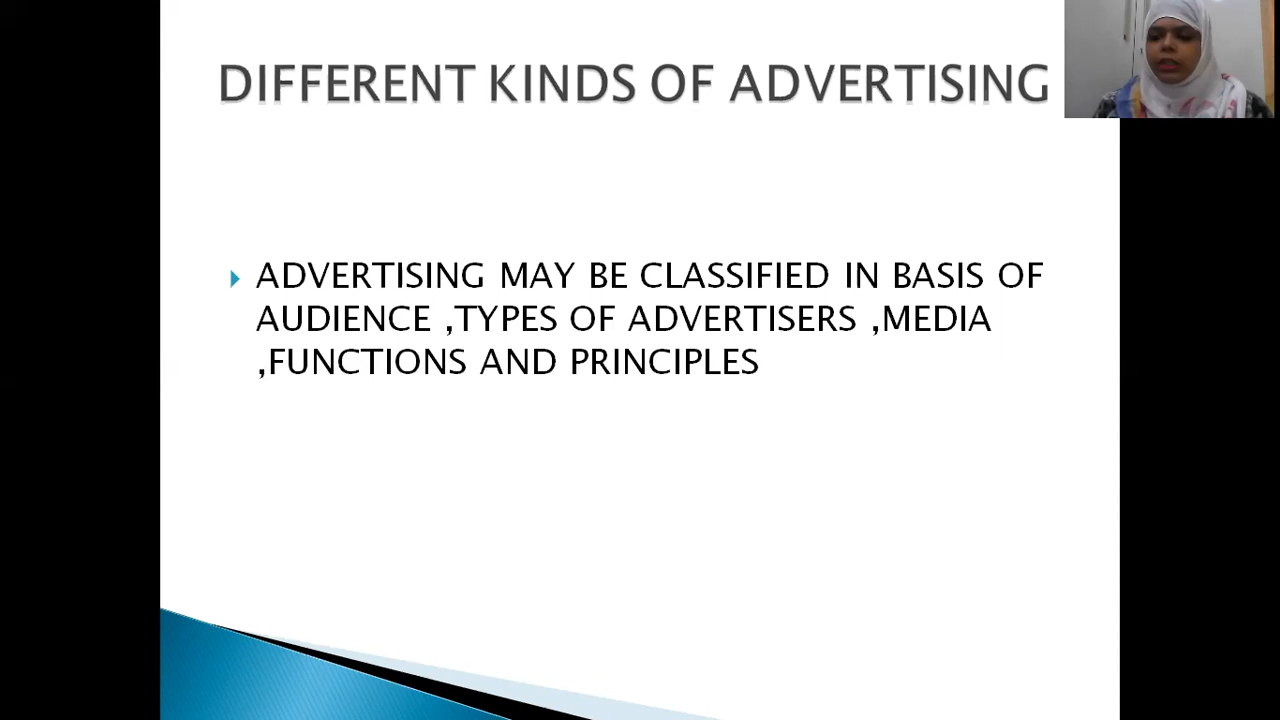 DIFFERENT KINDS OF ADVERTISING
ADVERTISING MAY BE CLASSIFIED IN BASIS OF
AUDIENCE ,TYPES OF ADVERTISERS ,MEDIA
,FUNCTIONS AND PRINCIPLES